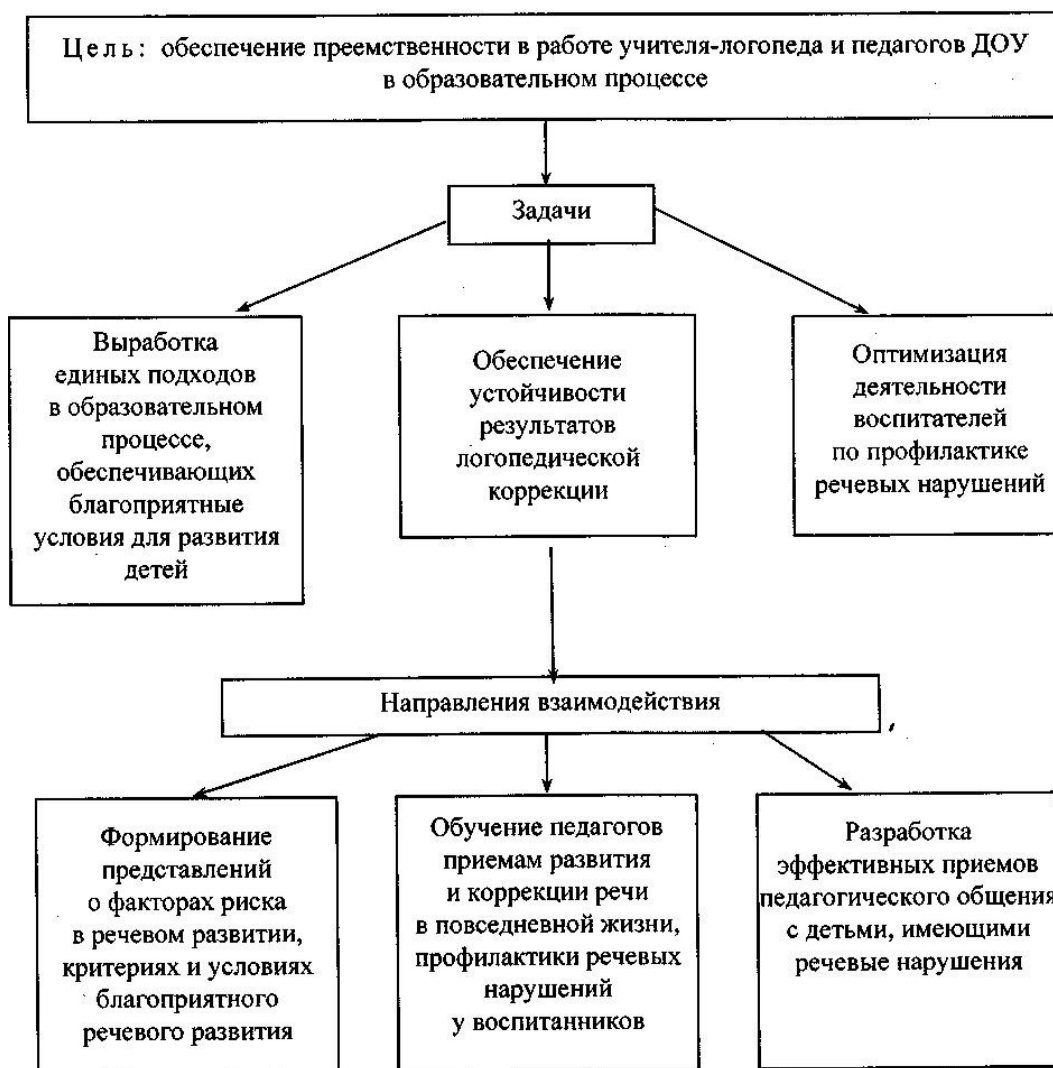 Цель: обеспечение преемственности в работе учителя-логопеда и педагогов ДОУ
в образовательном процессе
Задачи
Выработка
единых подходов
в образовательном
процессе,
обеспечивающих
благоприятные
условия для развития
детей
Обеспечение
устойчивости
результатов
логопедической
коррекции
Оптимизация
деятельности
воспитателей
по профилактике
речевых нарушений
Направления взаимодействия
Формирование
представлений
о факторах риска
в речевом развитии,
критериях и условиях
благоприятного
речевого развития
Обучение педагогов
приемам развития
и коррекции речи
в повседневной жизни,
профилактики речевых
нарушений
у воспитанников
Разработка
эффективных приемов
педагогического общения
с детьми, имеющими
речевые нарушения